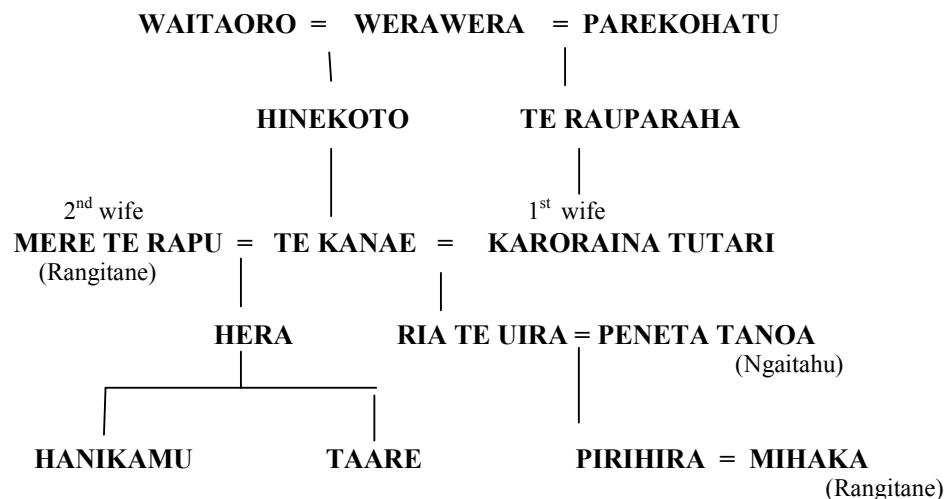 WAITAORO = WERAWERA = PAREKOHATU
HINEKOTO TE RAUPARAHA
2nd wife 1st wife
MERE TE RAPU = TE KANAE = KARORAINA TUTARI
(Rangitane)
HERA RIA TE UIRA = PENETA TANOA
(Ngaitahu)
HANIKAMU TAARE PIRIHIRA = MIHAKA
(Rangitane)